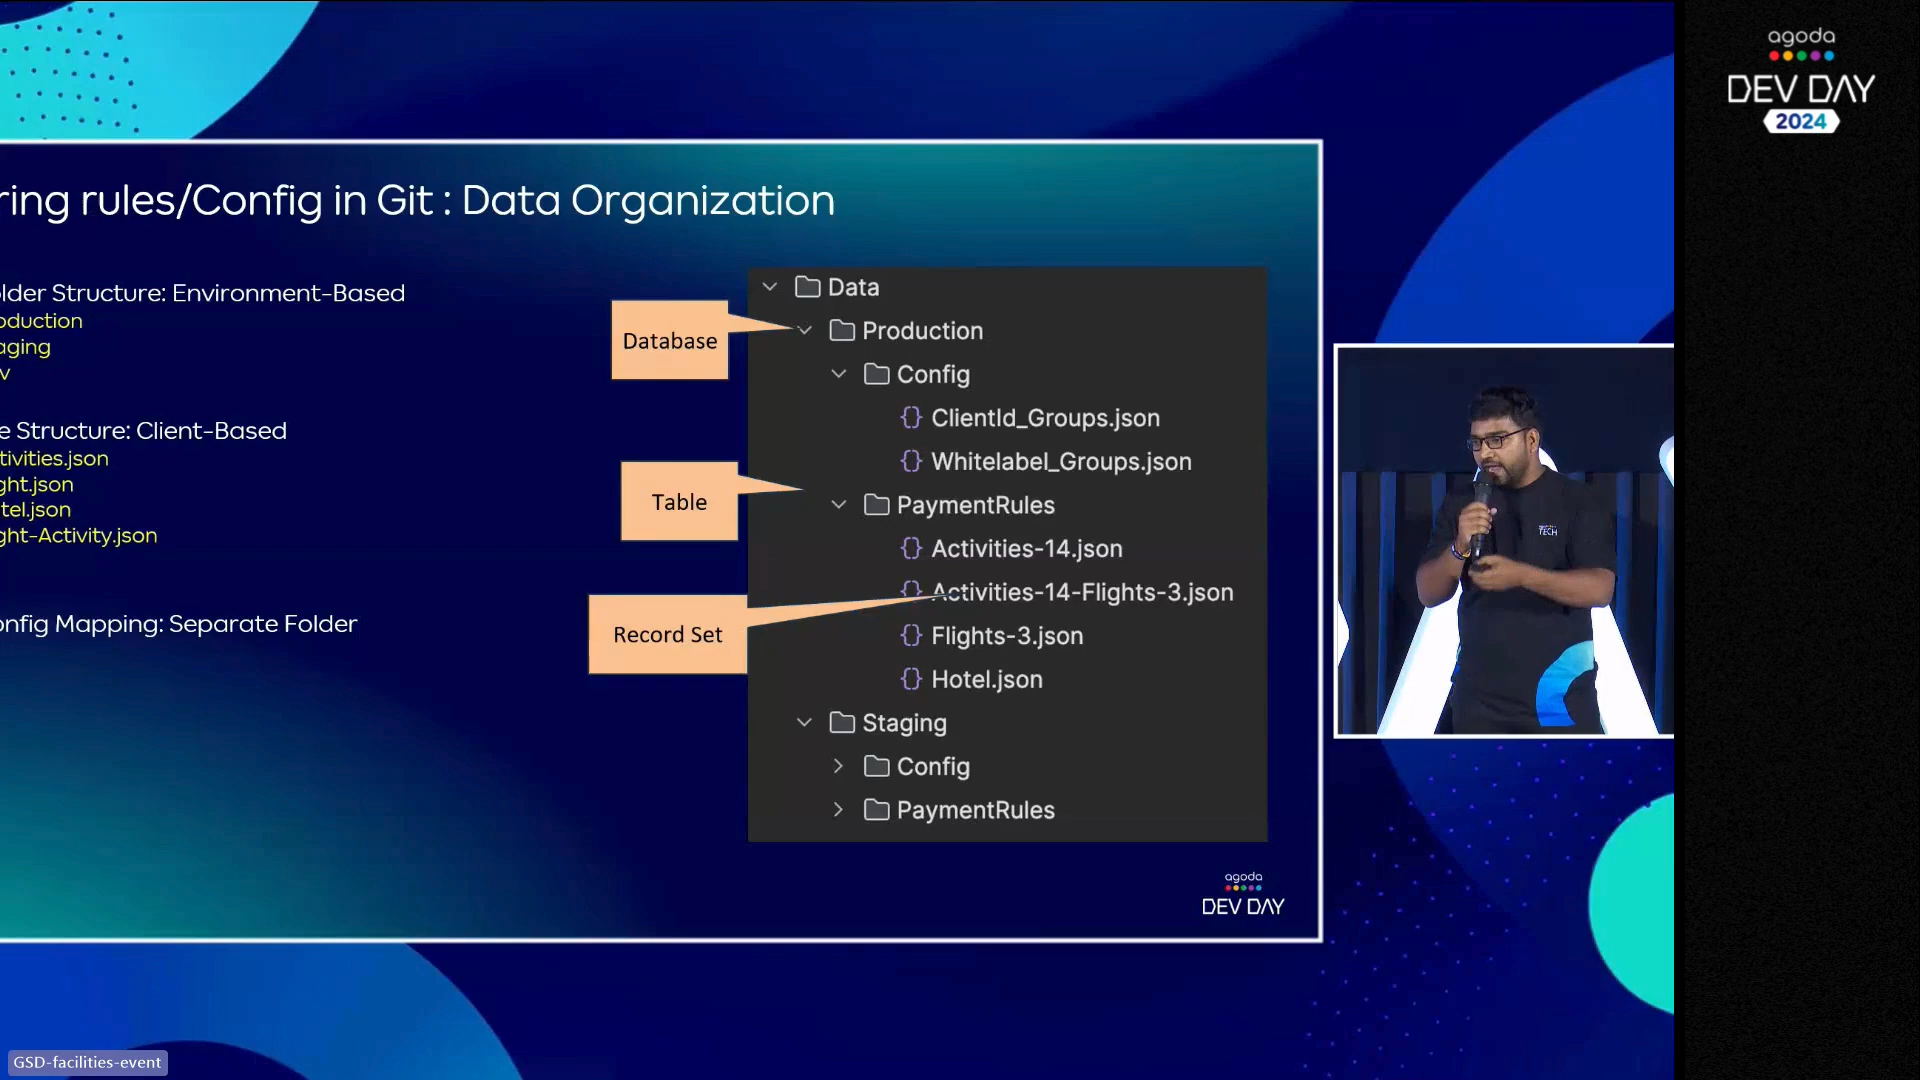 agoda
DEV DAY
2024
ring rules/Config in Git : Data Organization
lder Structure: Environment-Based
oduction
aging
v
e Structure: Client-Based
tivities.json
ght.json
tel.json
ght-Activity.json
onfig Mapping: Separate Folder
Database
Table
Record Set
Data
Production
Config
ClientId_Groups.json
Whitelabel_Groups.json
PaymentRules
Activities-14.json
Activities-14-Flights-3.json
Flights-3.json
Hotel.json
Staging
Config
PaymentRules
agoda
DEV DAY
TECH
GSD-facilities-event